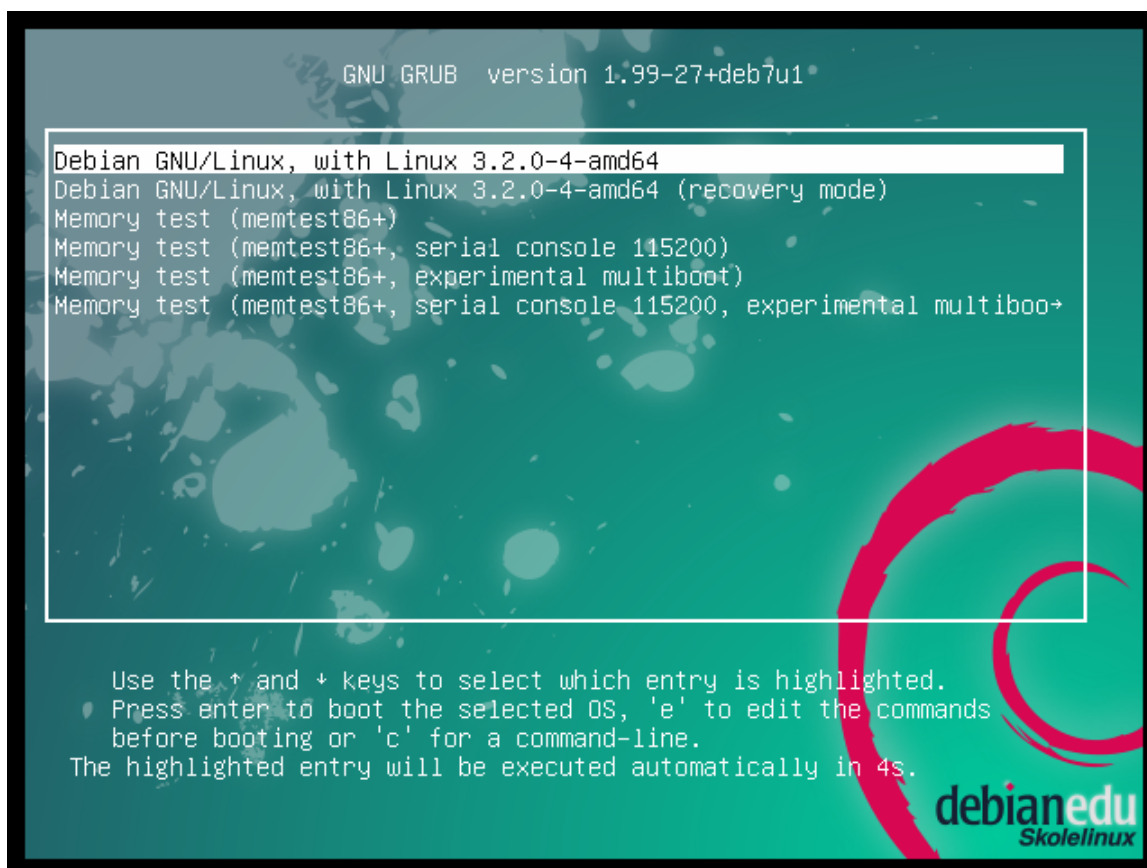 GNU GRUB  version 1.99-27+deb7u1
Debian GNU/Linux, with Linux 3.2.0-4-amd64
Debian GNU/Linux, with Linux 3.2.0-4-amd64 (recovery mode)
Memory test (memtest86+)
Memory test (memtest86+, serial console 115200)
Memory test (memtest86+, experimental multiboot)
Memory test (memtest86+, serial console 115200, experimental multiboo→
Use the ↑ and ↓ keys to select which entry is highlighted.
Press enter to boot the selected OS, 'e' to edit the commands
before booting or 'c' for a command-line.
The highlighted entry will be executed automatically in 4s.
debianedu
Skolelinux